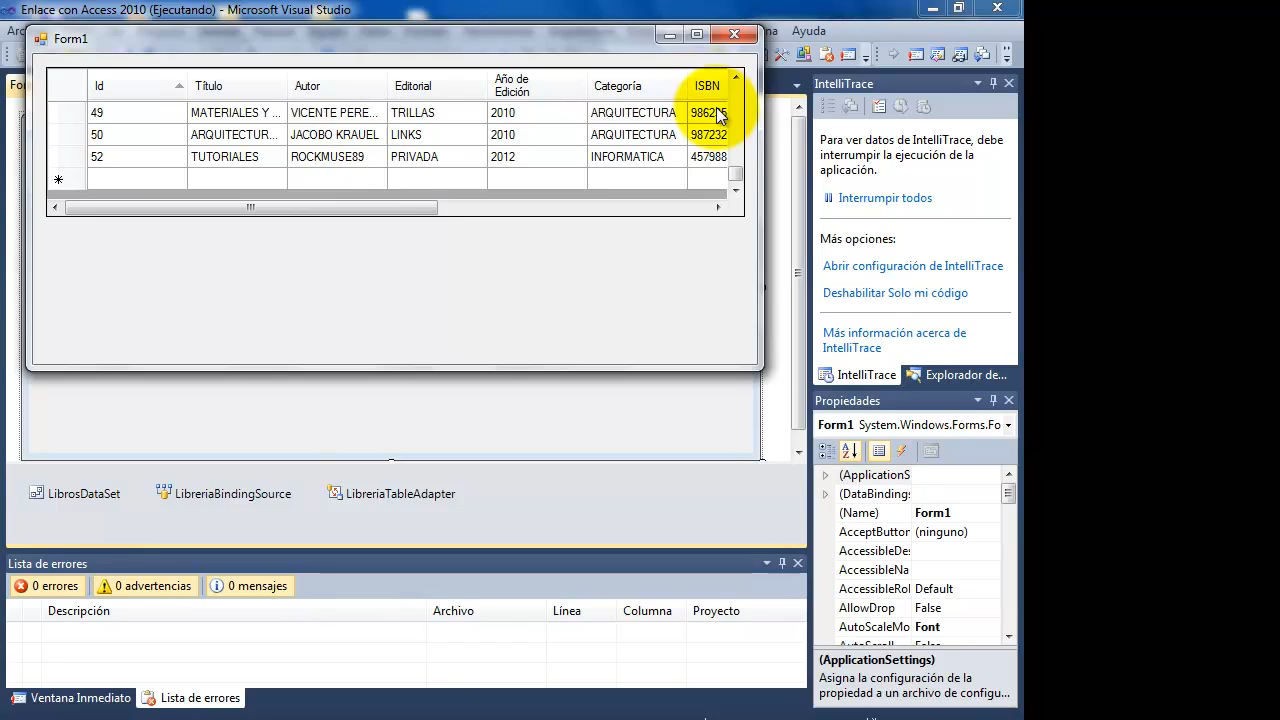 Enlace con Access 2010 (Ejecutando) - Microsoft Visual Studio
Ayuda
Form1
Id Título Autor Editorial Año de Edición Categoría ISBN
49 MATERIALES Y ... VICENTE PERE... TRILLAS 2010 ARQUITECTURA
50 ARQUITECTUR... JACOBO KRAUEL LINKS 2010 ARQUITECTURA 987232
52 TUTORIALES ROCKMUSE89 PRIVADA 2012 INFORMATICA 457988
IntelliTrace
Para ver datos de IntelliTrace, debe
interrumpir la ejecución de la
aplicación.
Interrumpir todos
Más opciones:
Abrir configuración de IntelliTrace
Deshabilitar Solo mi código
Más información acerca de
IntelliTrace
IntelliTrace Explorador de...
Propiedades
Form1 System.Windows.Forms.Fo
(ApplicationS
(DataBindings
(Name) Form1
AcceptButton (ninguno)
AccessibleDe
AccessibleNa
AccessibleRol Default
AllowDrop False
AutoScaleMo Font
AutoScroll False
(ApplicationSettings)
Asigna la configuración de la
propiedad a un archivo de configu...
LibrosDataSet LibreriaBindingSource LibreriaTableAdapter
Lista de errores
0 errores 0 advertencias 0 mensajes
Descripción Archivo Línea Columna Proyecto
Ventana Inmediato Lista de errores